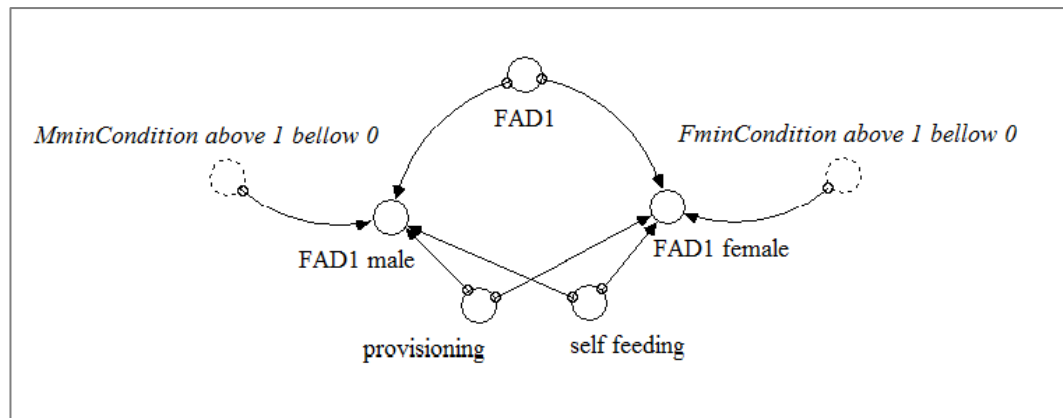 FAD1
MminCondition above 1 bellow 0
FminCondition above 1 bellow 0
FAD1 male
FAD1 female
provisioning
self feeding